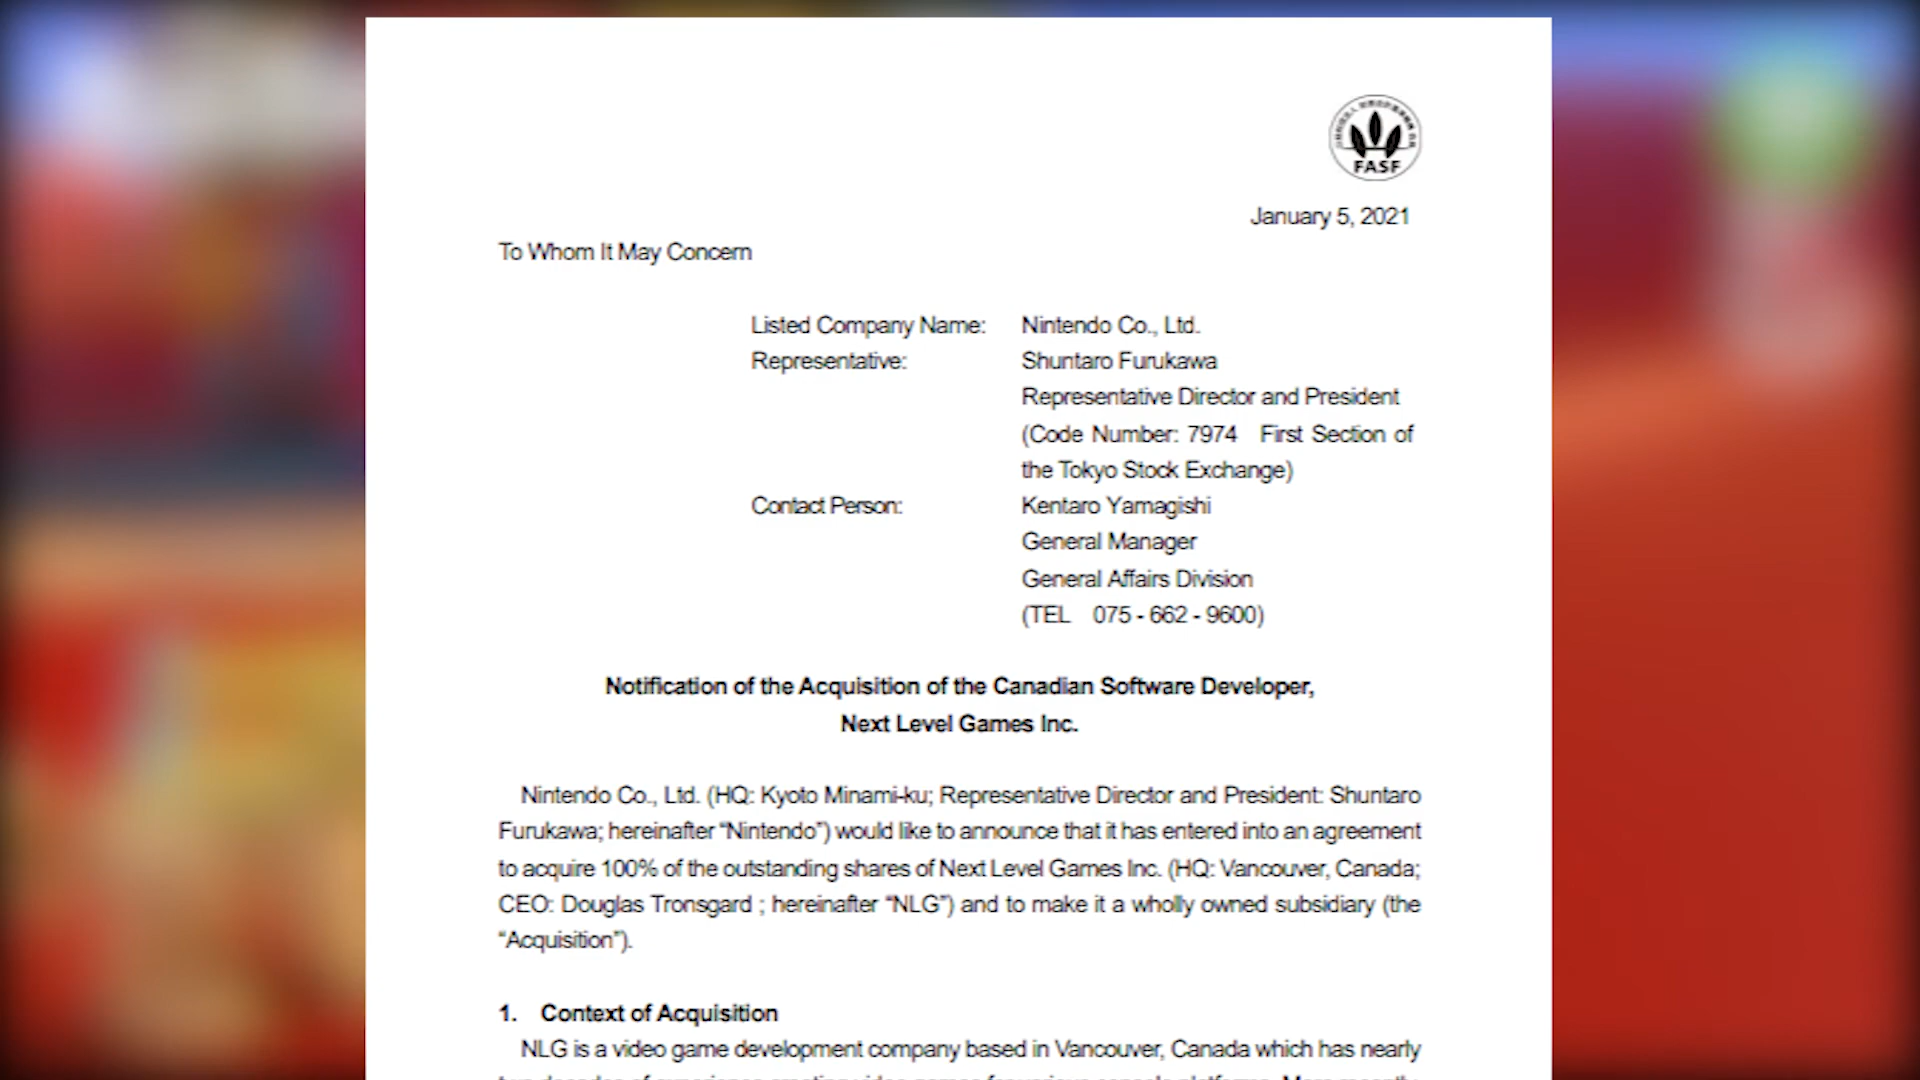 FASF
January 5, 2021
To Whom It May Concern
Listed Company Name: Nintendo Co., Ltd.
Representative: Shuntaro Furukawa
Representative Director and President
(Code Number: 7974 First Section of
the Tokyo Stock Exchange)
Contact Person: Kentaro Yamagishi
General Manager
General Affairs Division
(TEL 075 - 662 - 9600)
Notification of the Acquisition of the Canadian Software Developer,
Next Level Games Inc.
Nintendo Co., Ltd. (HQ: Kyoto Minami-ku; Representative Director and President: Shuntaro
Furukawa; hereinafter “Nintendo”) would like to announce that it has entered into an agreement
to acquire 100% of the outstanding shares of Next Level Games Inc. (HQ: Vancouver, Canada;
CEO: Douglas Tronsgard ; hereinafter “NLG”) and to make it a wholly owned subsidiary (the
“Acquisition”).
1. Context of Acquisition
NLG is a video game development company based in Vancouver, Canada which has nearly